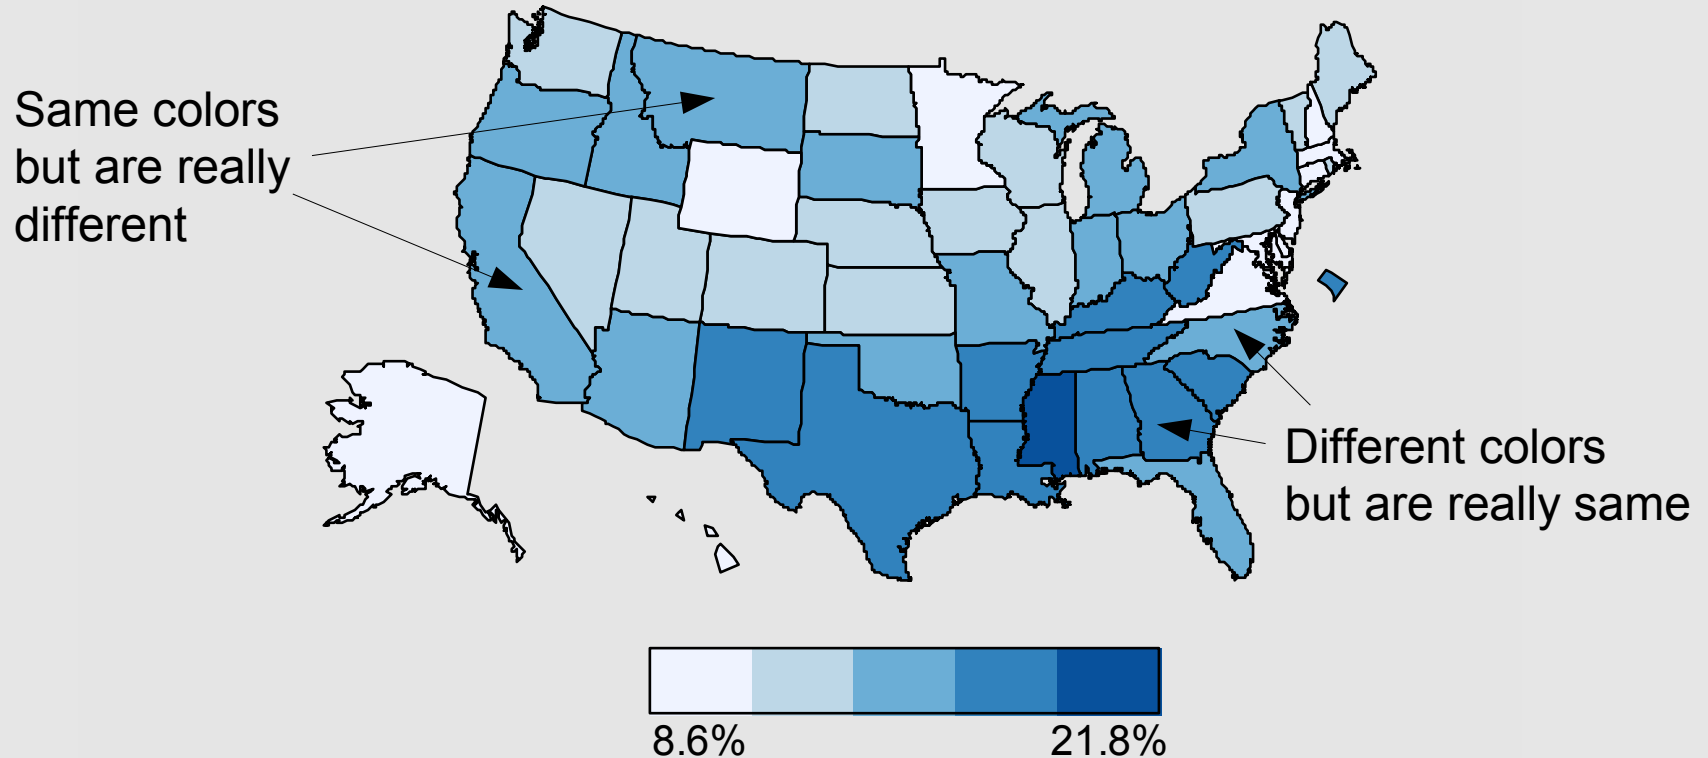 Same colors
but are really
different
Different colors
but are really same
8.6%
21.8%